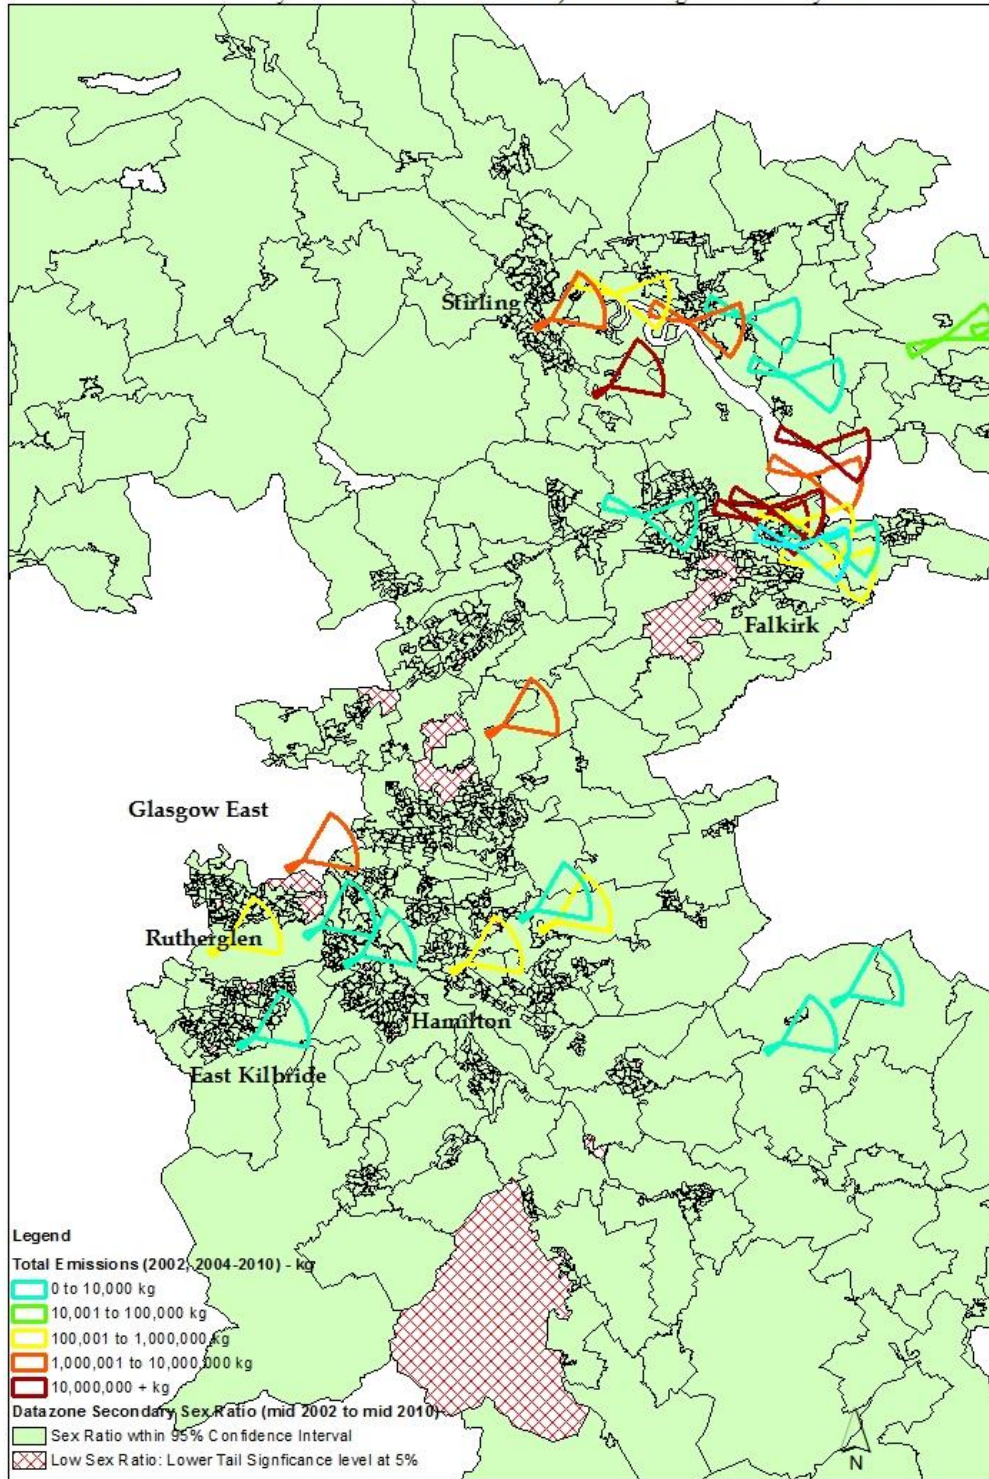 Stirling
Falkirk
Glasgow East
Rutherglen
Hamilton
East Kilbride
Legend
Total Emissions (2002, 2004-2010) - kg
0 to 10,000 kg
10,001 to 100,000 kg
100,001 to 1,000,000 kg
1,000,001 to 10,000,000 kg
10,000,000 + kg
Datazone Secondary Sex Ratio (mid 2002 to mid 2010)
Sex Ratio wthin 95% Confidence Interval
Low Sex Ratio: Lower Tail Signficance level at 5%
N